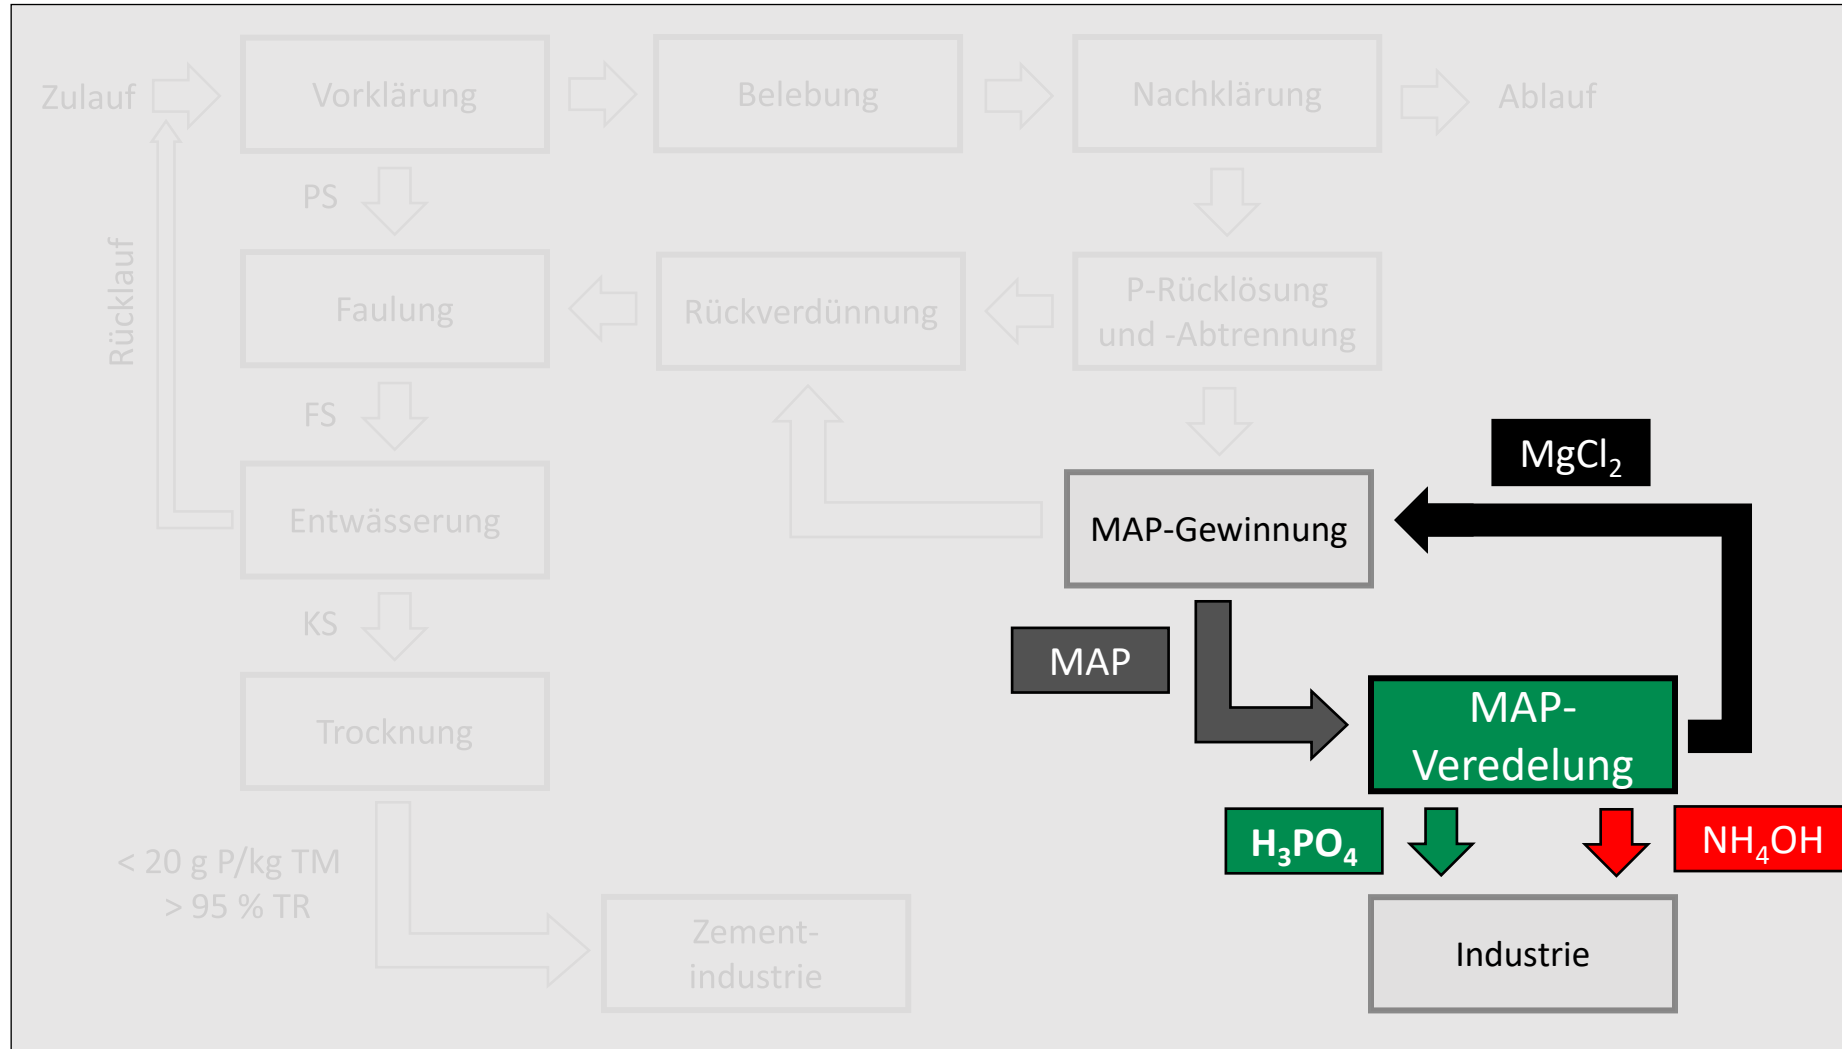 Zulauf
Vorklärung
Belebung
Nachklärung
Ablauf
PS
Rücklauf
Faulung
Rückverdünnung
P-Rücklösung
und -Abtrennung
FS
MgCl₂
Entwässerung
MAP-Gewinnung
KS
MAP
Trocknung
MAP-
Veredelung
H₃PO₄
NH₄OH
< 20 g P/kg TM
> 95 % TR
Zement-
industrie
Industrie